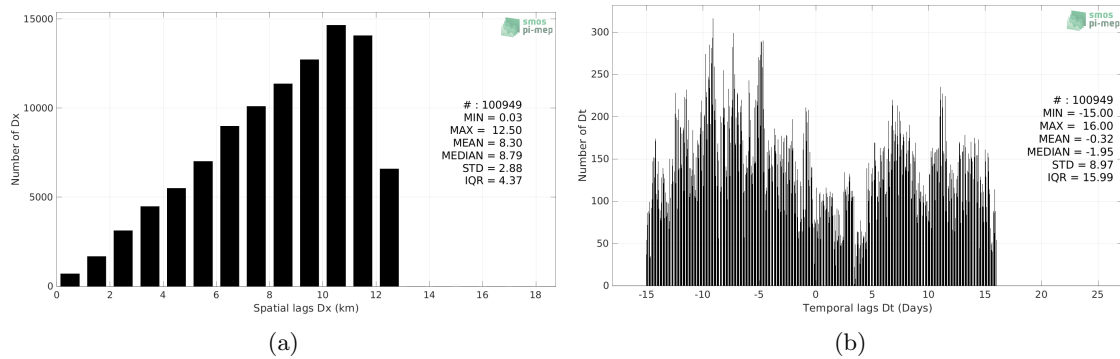 15000
10000
5000
0
Number of Dx
0 2 4 6 8 10 12 14 16 18
Spatial lags Dx (km)
smos
pi-mep
# : 100949
MIN = 0.03
MAX = 12.50
MEAN = 8.30
MEDIAN = 8.79
STD = 2.88
IQR = 4.37
(a)
300
250
200
150
100
50
0
Number of Dt
-15 -10 -5 0 5 10 15 20 25
Temporal lags Dt (Days)
smos
pi-mep
# : 100949
MIN = -15.00
MAX = 16.00
MEAN = -0.32
MEDIAN = -1.95
STD = 8.97
IQR = 15.99
(b)